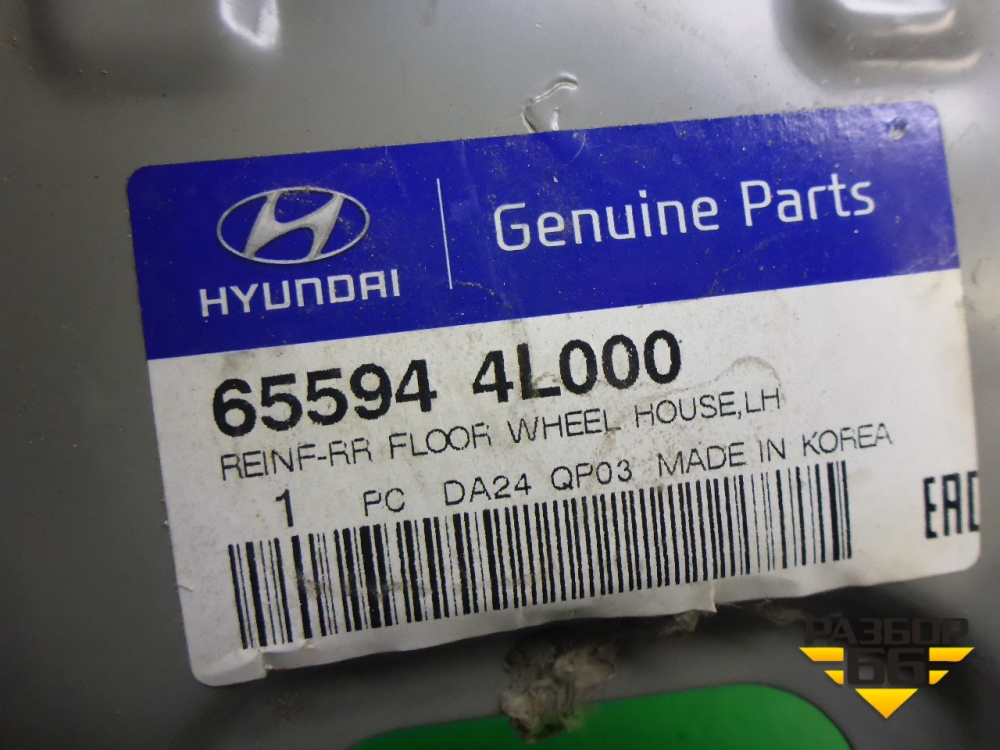 HYUNDAI
Genuine Parts
65594 4L000
REINF-RR FLOOR WHEEL HOUSE,LH
1 PC DA24 QP03 MADE IN KOREA
EAC
РАЗБОР
66